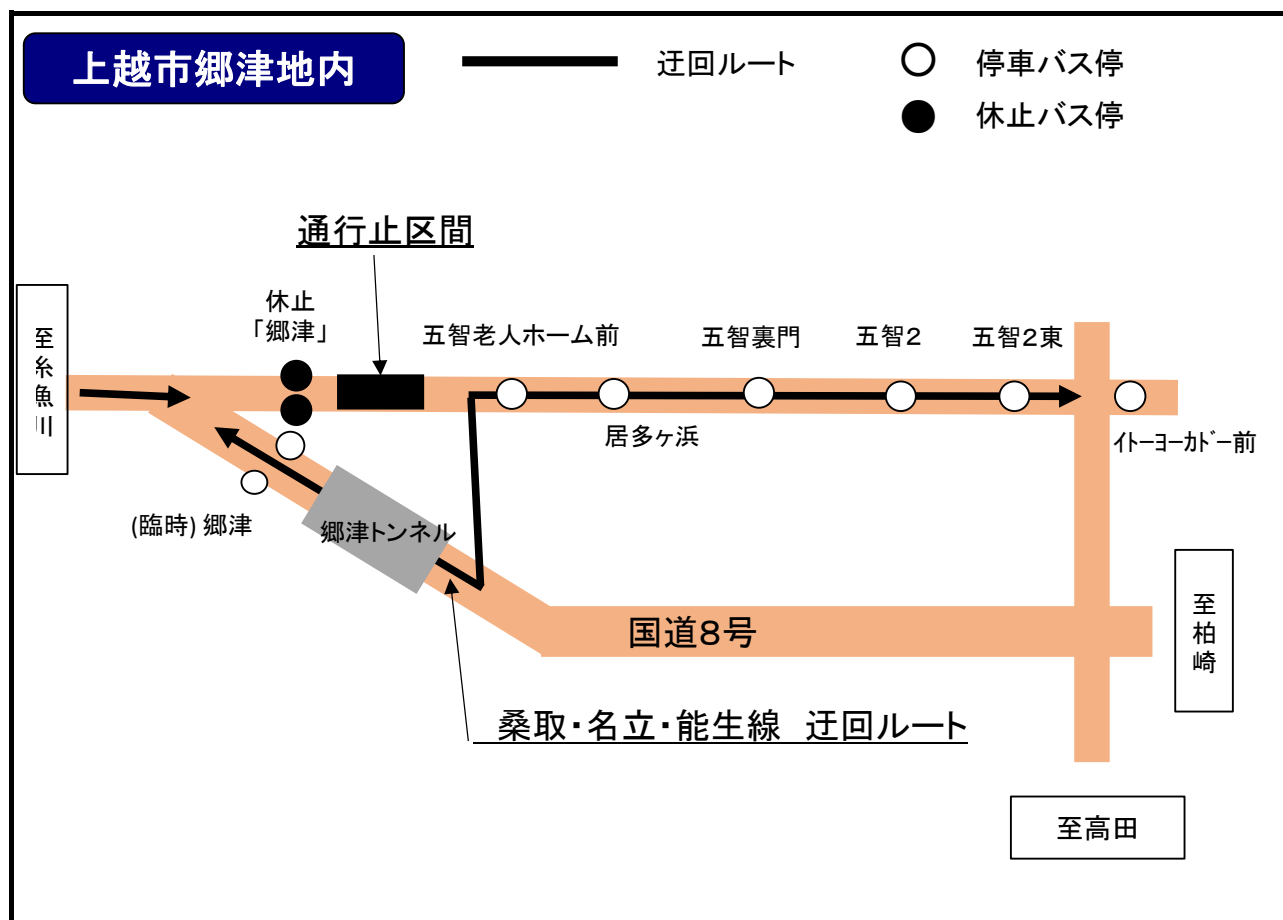 上越市郷津地内
迂回ルート
停車バス停
休止バス停
通行止区間
休止
「郷津」
五智老人ホーム前
五智裏門
五智2
五智2東
至糸魚川
居多ヶ浜
ｲﾄｰﾖｰｶﾄﾞｰ前
(臨時) 郷津
郷津トンネル
国道8号
至柏崎
桑取・名立・能生線　迂回ルート
至高田